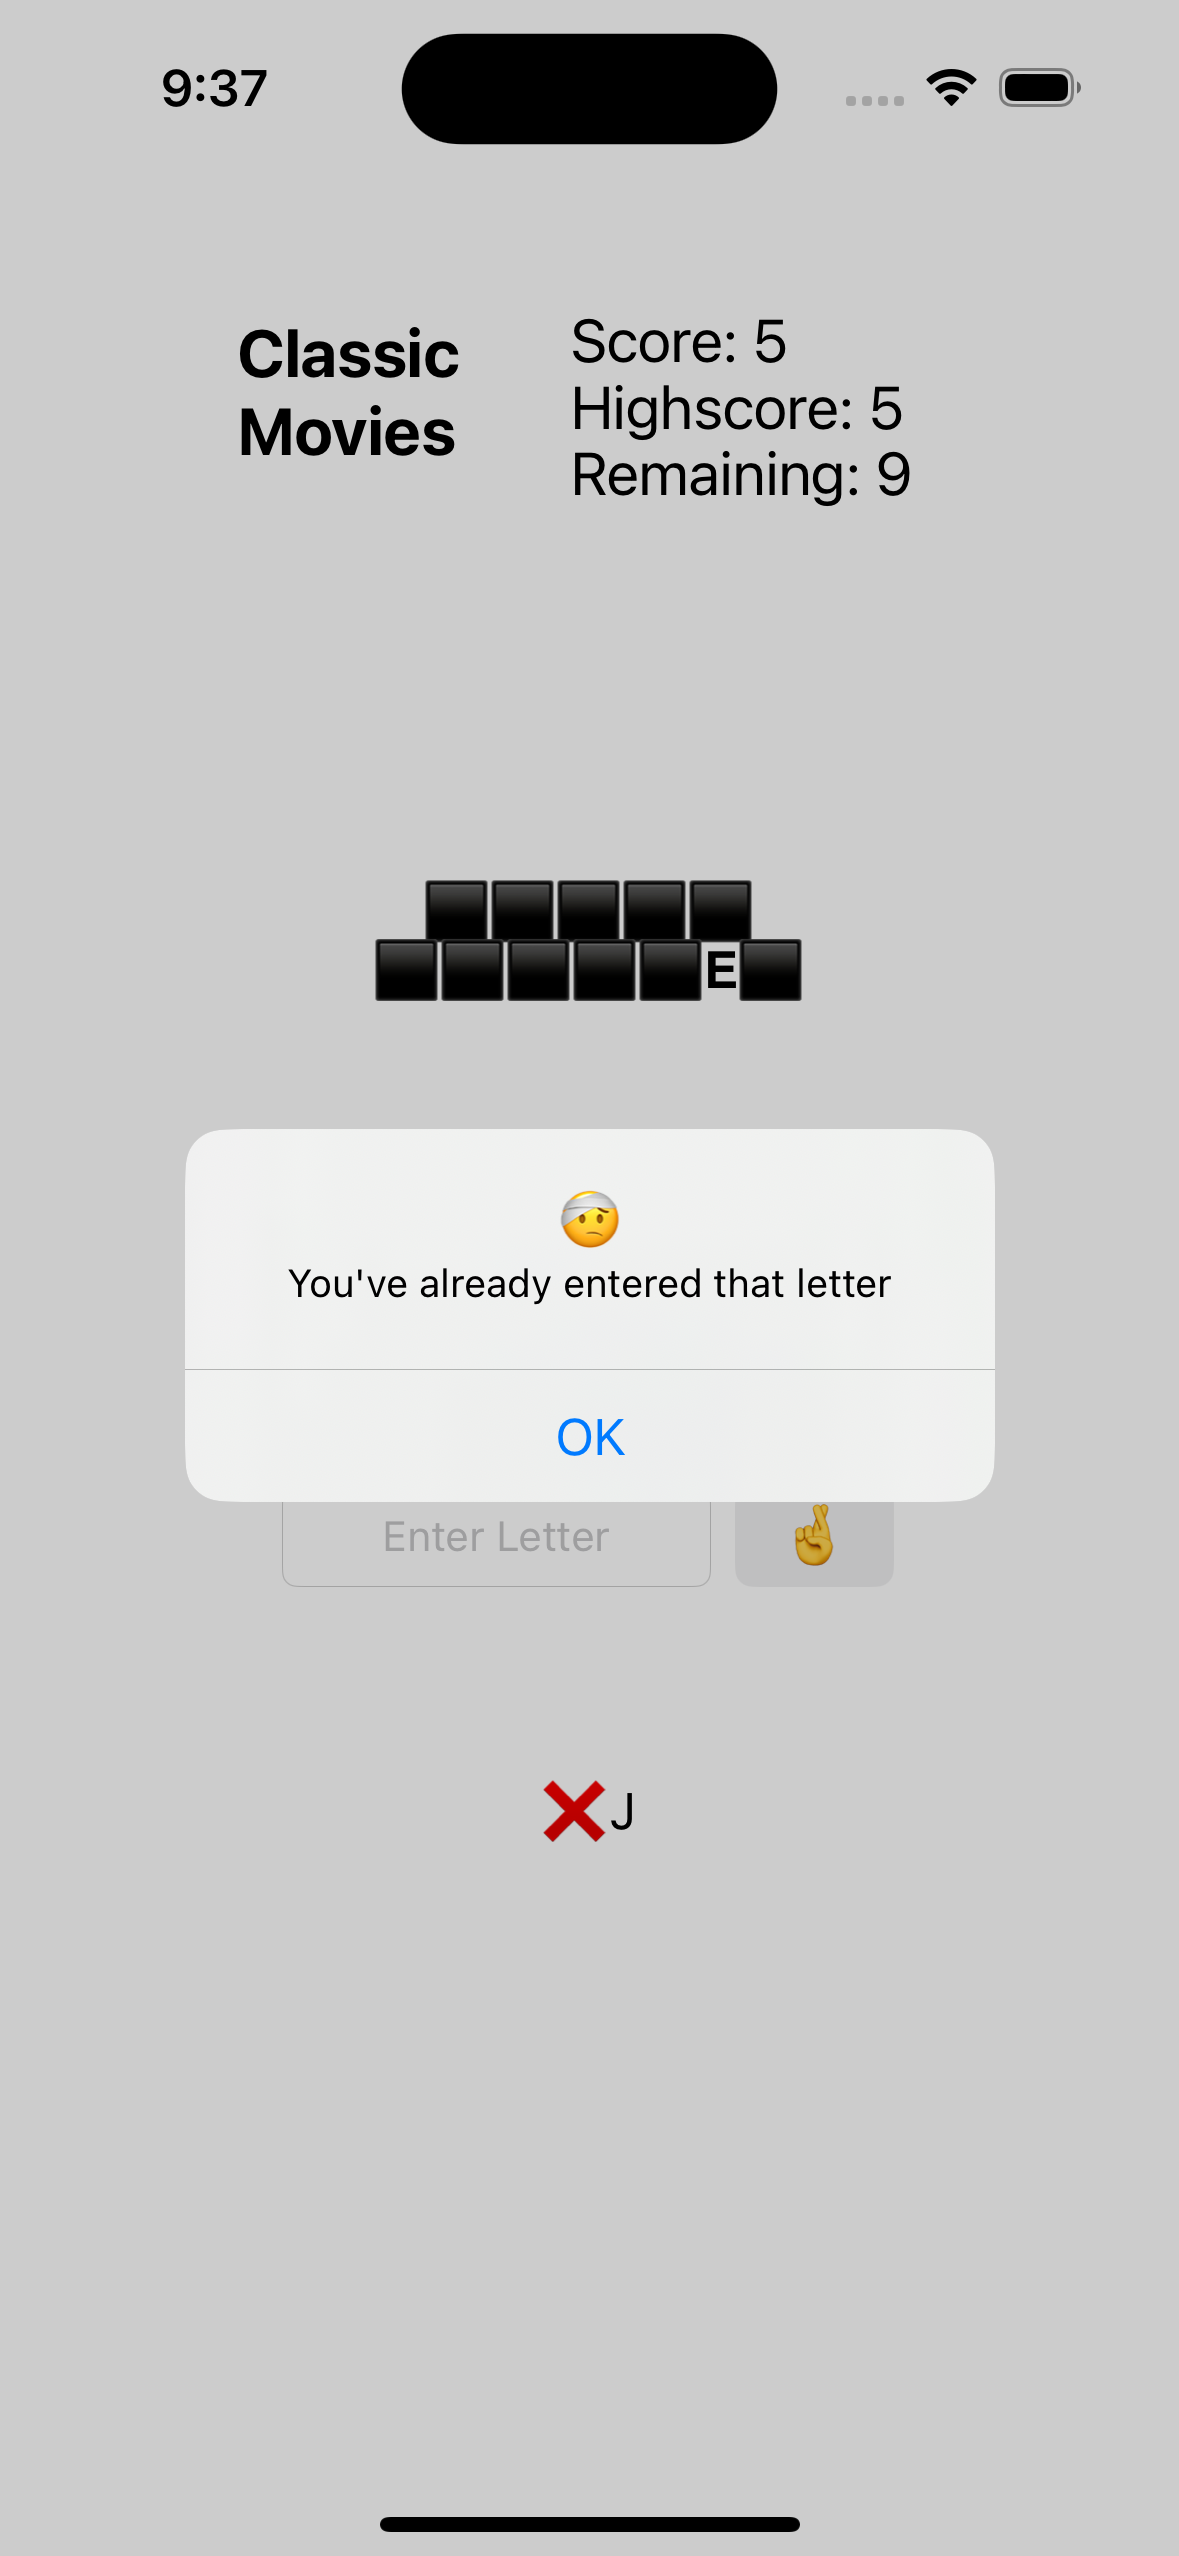 9:37
Classic
Movies
Score: 5
Highscore: 5
Remaining: 9
E
You've already entered that letter
OK
Enter Letter
❌J